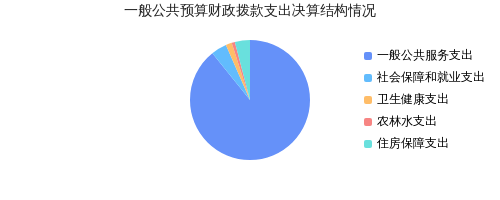 一般公共预算财政拨款支出决算结构情况
一般公共服务支出
社会保障和就业支出
卫生健康支出
农林水支出
住房保障支出